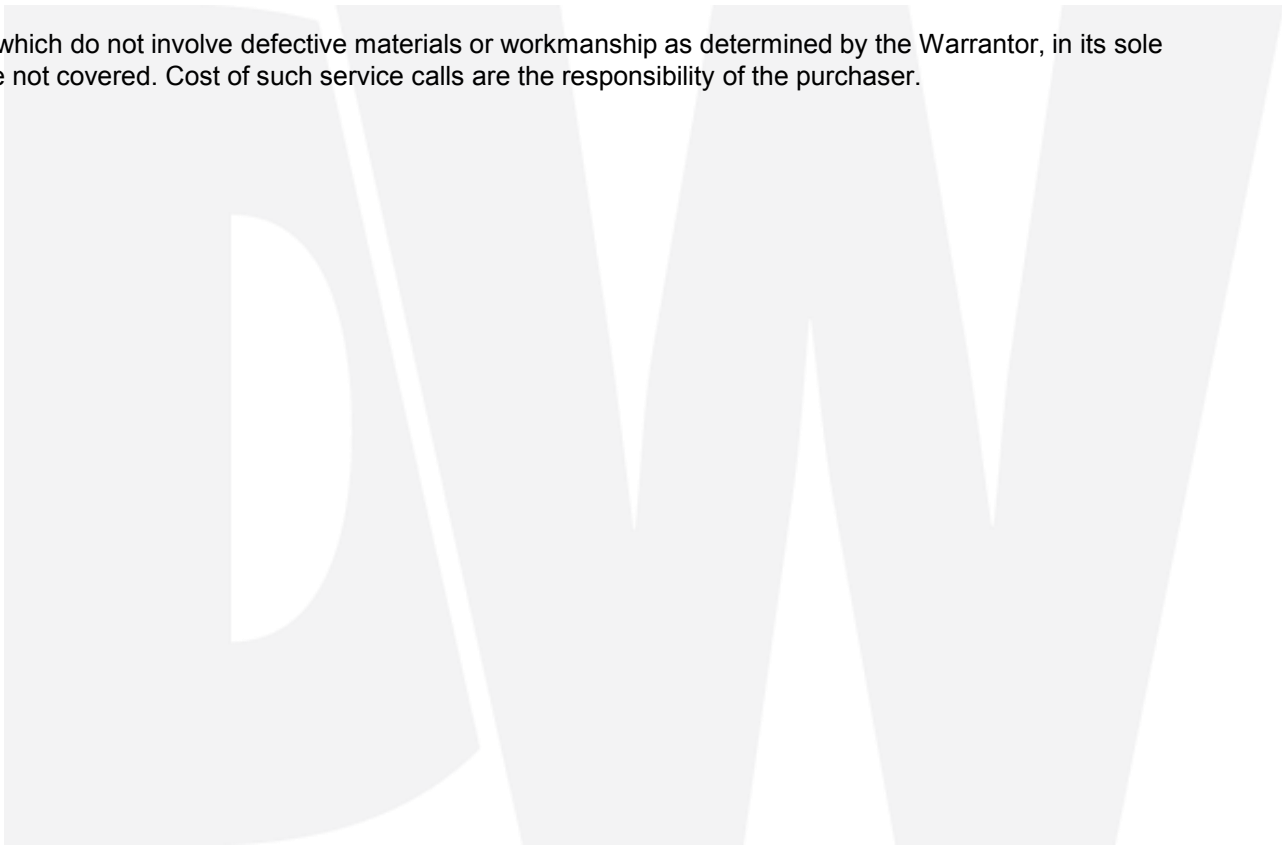 which do not involve defective materials or workmanship as determined by the Warrantor, in its sole
not covered. Cost of such service calls are the responsibility of the purchaser.
DW